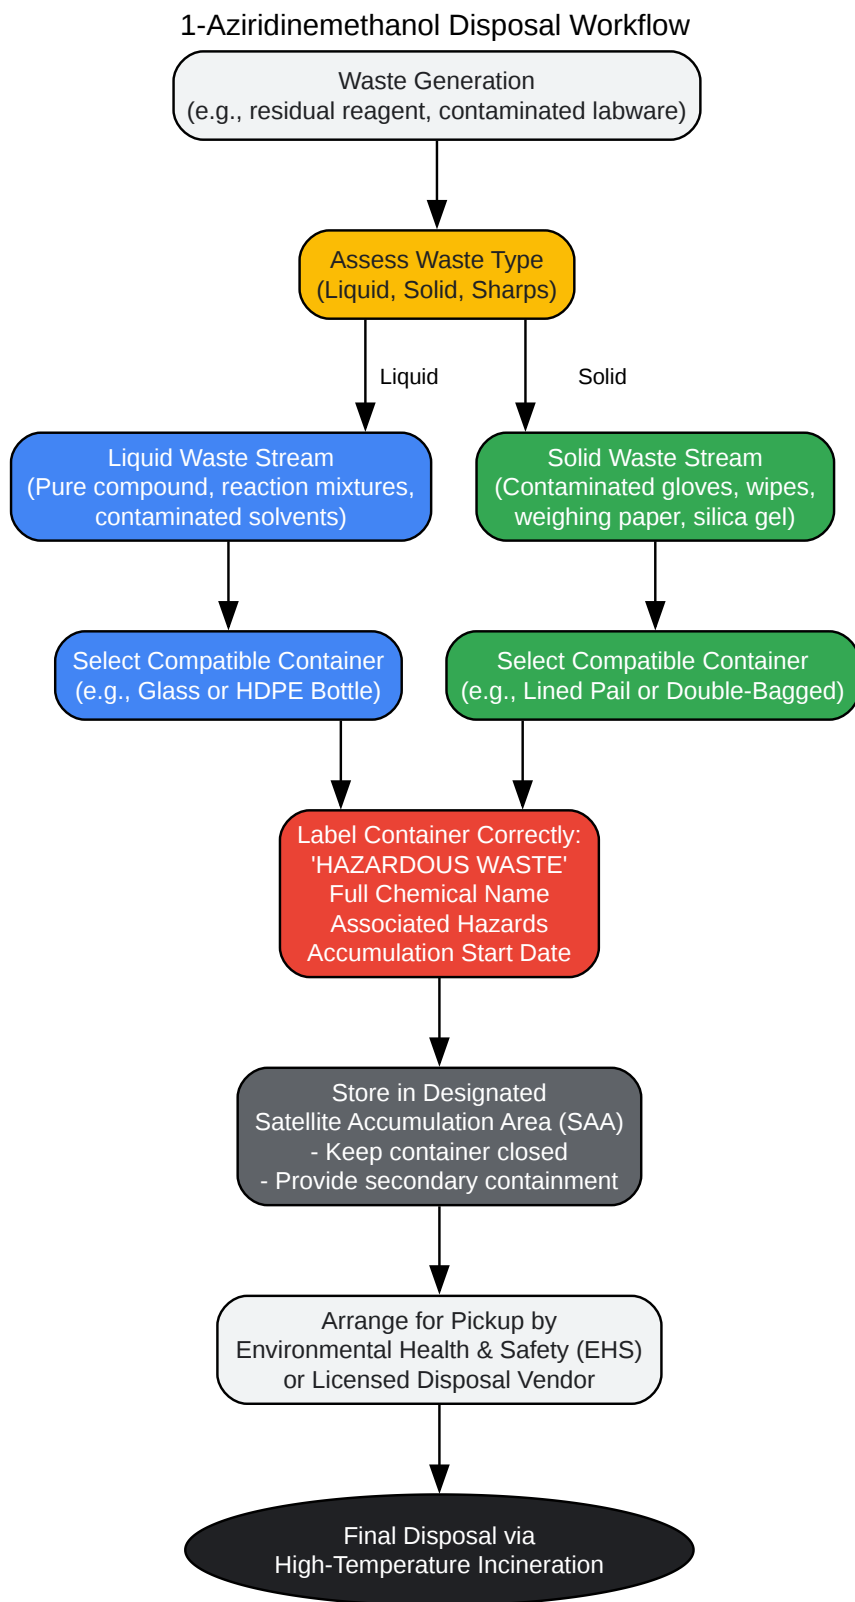 1-Aziridinemethanol Disposal Workflow
Waste Generation
(e.g., residual reagent, contaminated labware)
Assess Waste Type
(Liquid, Solid, Sharps)
Liquid
Solid
Liquid Waste Stream
(Pure compound, reaction mixtures,
contaminated solvents)
Solid Waste Stream
(Contaminated gloves, wipes,
weighing paper, silica gel)
Select Compatible Container
(e.g., Glass or HDPE Bottle)
Select Compatible Container
(e.g., Lined Pail or Double-Bagged)
Label Container Correctly:
'HAZARDOUS WASTE'
Full Chemical Name
Associated Hazards
Accumulation Start Date
Store in Designated
Satellite Accumulation Area (SAA)
- Keep container closed
- Provide secondary containment
Arrange for Pickup by
Environmental Health & Safety (EHS)
or Licensed Disposal Vendor
Final Disposal via
High-Temperature Incineration